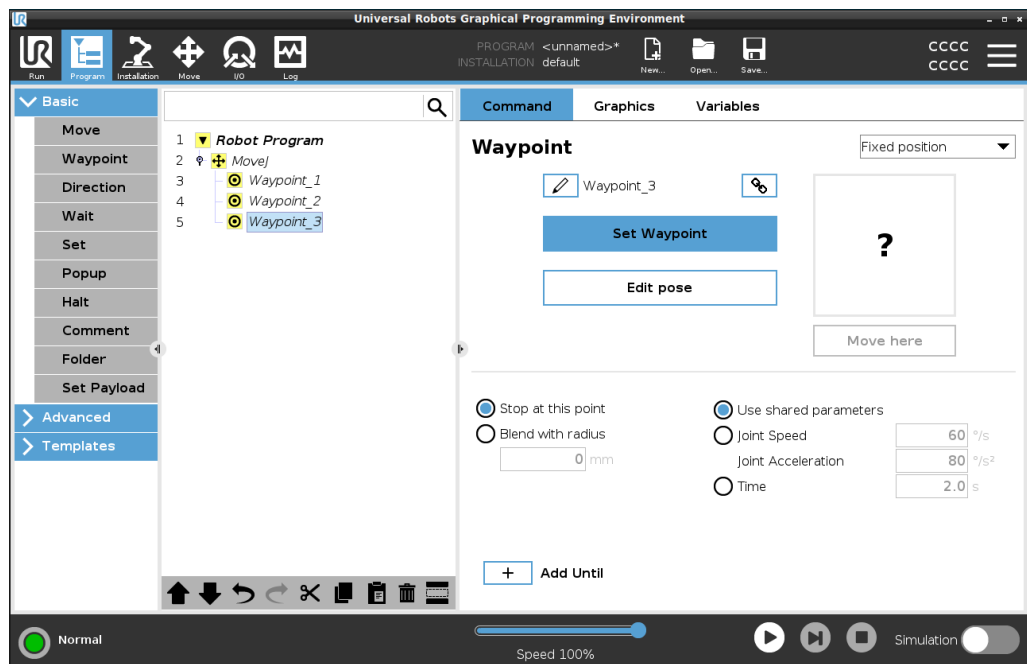 Universal Robots Graphical Programming Environment
UR
Run
Program
Installation
Move
I/O
Log
PROGRAM <unnamed>*
INSTALLATION default
New...
Open...
Save...
CCCC
CCCC
Basic
Move
Waypoint
Direction
Wait
Set
Popup
Halt
Comment
Folder
Set Payload
Advanced
Templates
1 Robot Program
2 MoveJ
3 Waypoint_1
4 Waypoint_2
5 Waypoint_3
Command Graphics Variables
Waypoint
Fixed position
Waypoint_3
Set Waypoint
Edit pose
?
Move here
Stop at this point
Blend with radius
0 mm
Use shared parameters
Joint Speed 60 °/s
Joint Acceleration 80 °/s²
Time 2.0 s
+ Add Until
Normal
Speed 100%
Simulation